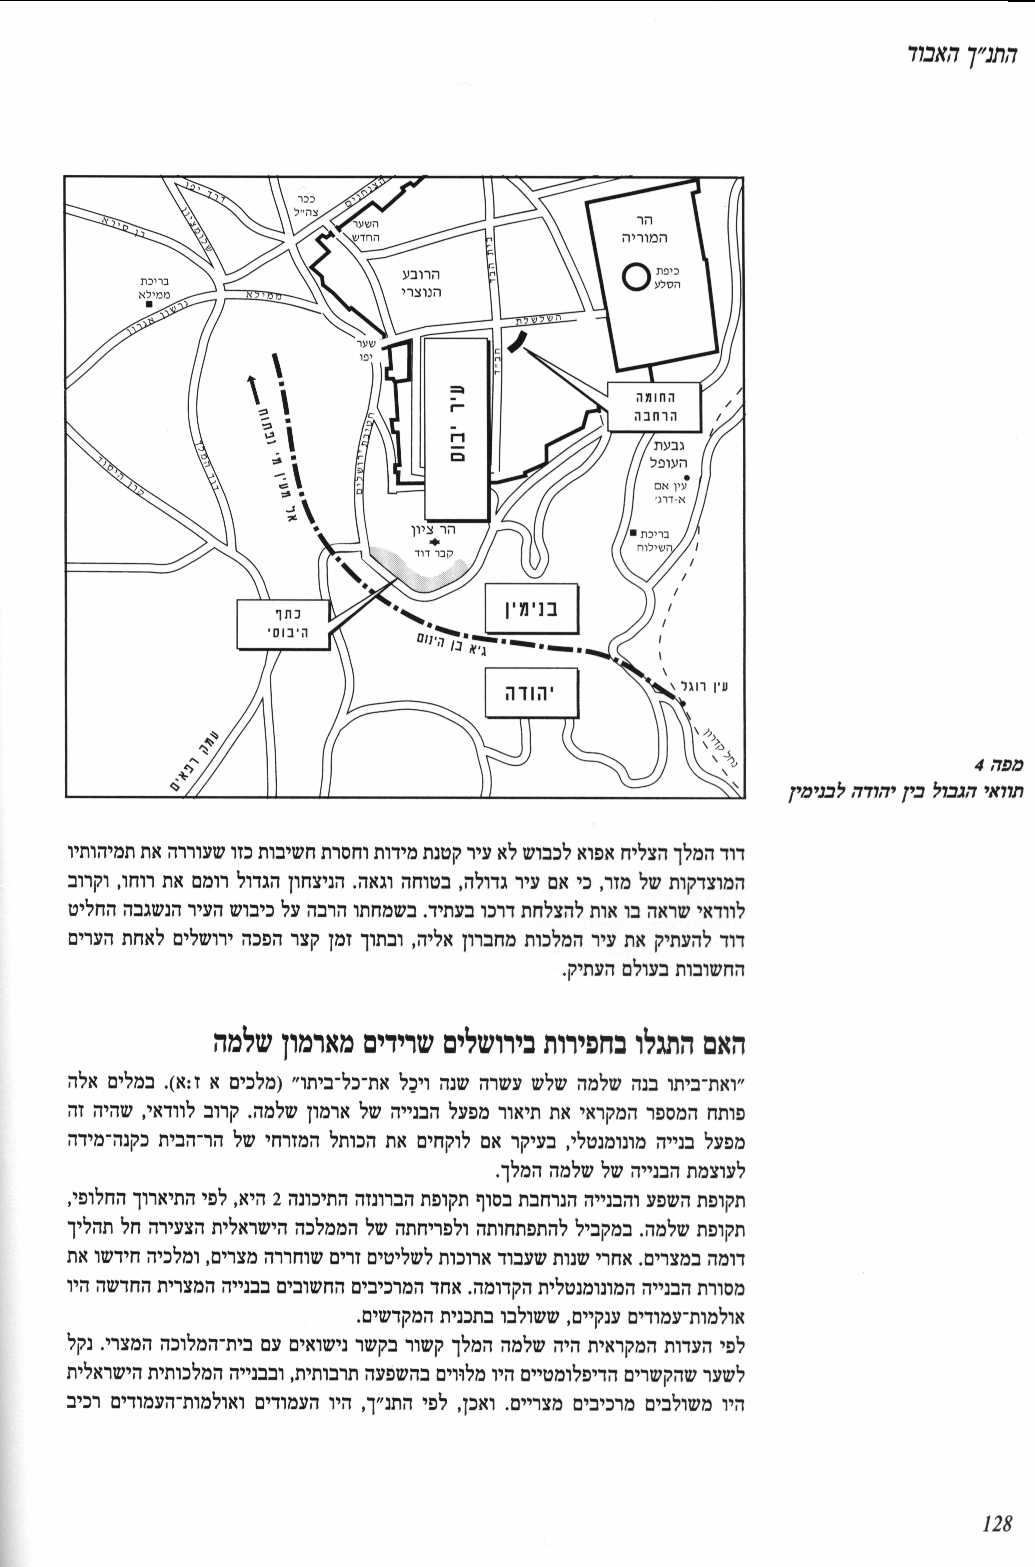 התנ״ך האבוד
הר
המוריה
כיפת
הסלע
ככר
צה״ל
הצנחנים
השער
החדש
דרך יפו
שלומציון
בן סירא
בריכת
ממילא
ממילא
גרשון אגרון
הרובע
הנוצרי
בית הבד
השלשלת
חב״ד
שער
יפו
עיר יבוס
החומה
הרחבה
גבעת
העופל
עין אם
א-דרג׳
בריכת
השילוח
אל מעין מי נפתוח
חטיבת ירושלים
דוד המלך
קרן היסוד
הר ציון
קבר דוד
כתף
היבוסי
בנימין
גיא בן הינום
יהודה
עין רוגל
נחל קדרון
עמק רפאים
מפה 4
תוואי הגבול בין יהודה לבנימין
דוד המלך הצליח אפוא לכבוש לא עיר קטנת מידות וחסרת חשיבות כזו שעוררה את תמיהותיו
המוצדקות של מזר, כי אם עיר גדולה, בטוחה וגאה. הניצחון הגדול רומם את רוחו, וקרוב
לוודאי שראה בו אות להצלחת דרכו בעתיד. בשמחתו הרבה על כיבוש העיר הנשגבה החליט
דוד להעתיק את עיר המלכות מחברון אליה, ובתוך זמן קצר הפכה ירושלים לאחת הערים
החשובות בעולם העתיק.
האם התגלו בחפירות בירושלים שרידים מארמון שלמה
״ואת־ביתו בנה שלמה שלש עשרה שנה ויכַל את־כל־ביתו״ (מלכים א ז:א). במלים אלה
פותח המספר המקראי את תיאור מפעל הבנייה של ארמון שלמה. קרוב לוודאי, שהיה זה
מפעל בנייה מונומנטלי, בעיקר אם לוקחים את הכותל המזרחי של הר־הבית כקנה־מידה
לעוצמת הבנייה של שלמה המלך.
תקופת השפע והבנייה הנרחבת בסוף תקופת הברונזה התיכונה 2 היא, לפי התיארוך החלופי,
תקופת שלמה. במקביל להתפתחותה ולפריחתה של הממלכה הישראלית הצעירה חל תהליך
דומה במצרים. אחרי שנות שעבוד ארוכות לשליטים זרים שוחררה מצרים, ומלכיה חידשו את
מסורת הבנייה המונומנטלית הקדומה. אחד המרכיבים החשובים בבנייה המצרית החדשה היו
אולמות־עמודים ענקיים, ששולבו בתכנית המקדשים.
לפי העדות המקראית היה שלמה המלך קשור בקשר נישואים עם בית־המלוכה המצרי. נקל
לשער שהקשרים הדיפלומטיים היו מלוּוים בהשפעה תרבותית, ובבנייה המלכותית הישראלית
היו משולבים מרכיבים מצריים. ואכן, לפי התנ״ך, היו העמודים ואולמות־העמודים רכיב
128